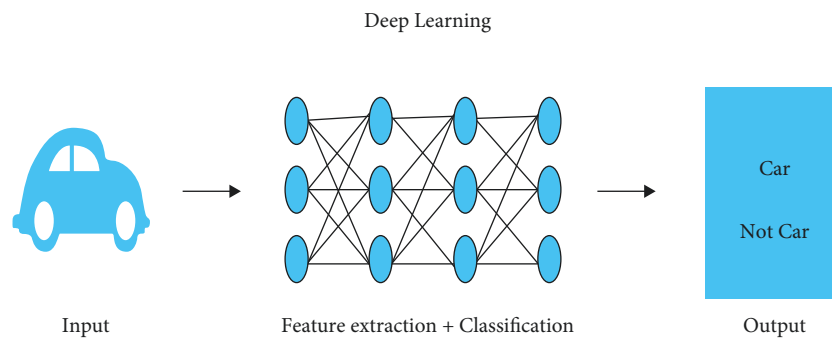 Deep Learning
Car
Not Car
Input
Feature extraction + Classification
Output